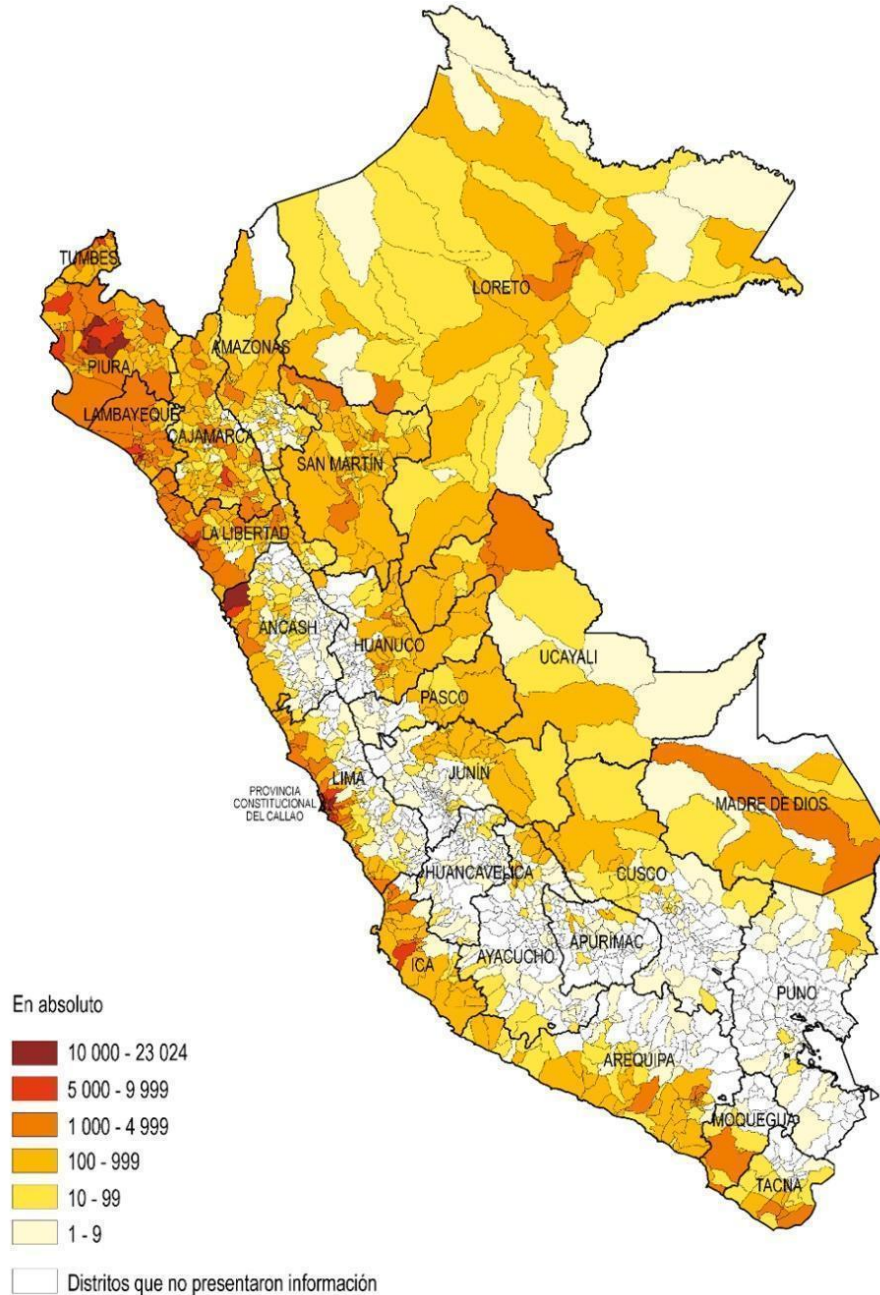 TUMBES
LORETO
AMAZONAS
PIURA
LAMBAYEQUE
CAJAMARCA
SAN MARTÍN
LA LIBERTAD
ANCASH
HUANUCO
UCAYALI
PASCO
LIMA
JUNÍN
PROVINCIA
CONSTITUCIONAL
DEL CALLAO
MADRE DE DIOS
HUANCAVELICA
CUSCO
AYACUCHO
APURIMAC
ICA
PUNO
AREQUIPA
MOQUEGUA
TACNA
En absoluto
10 000 - 23 024
5 000 - 9 999
1 000 - 4 999
100 - 999
10 - 99
1 - 9
Distritos que no presentaron información